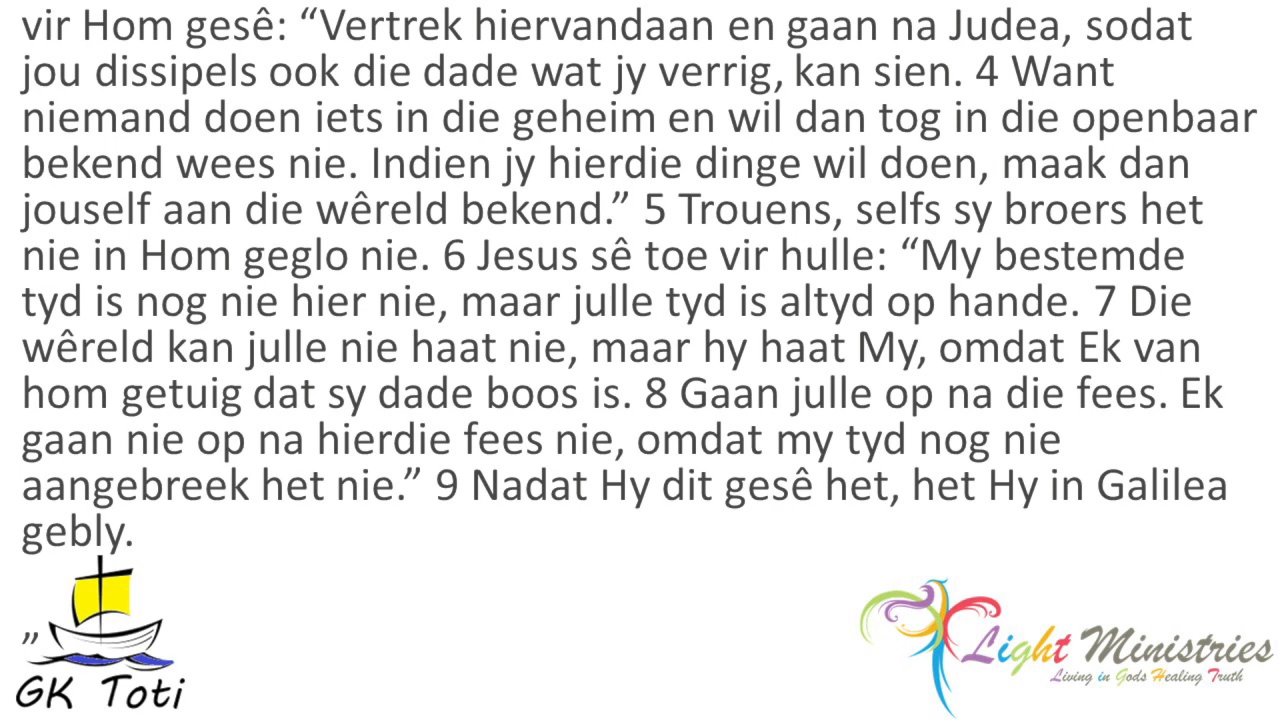 vir Hom gesê: “Vertrek hiervandaan en gaan na Judea, sodat
jou dissipels ook die dade wat jy verrig, kan sien. 4 Want
niemand doen iets in die geheim en wil dan tog in die openbaar
bekend wees nie. Indien jy hierdie dinge wil doen, maak dan
jouself aan die wêreld bekend.” 5 Trouens, selfs sy broers het
nie in Hom geglo nie. 6 Jesus sê toe vir hulle: “My bestemde
tyd is nog nie hier nie, maar julle tyd is altyd op hande. 7 Die
wêreld kan julle nie haat nie, maar hy haat My, omdat Ek van
hom getuig dat sy dade boos is. 8 Gaan julle op na die fees. Ek
gaan nie op na hierdie fees nie, omdat my tyd nog nie
aangebreek het nie.” 9 Nadat Hy dit gesê het, het Hy in Galilea
gebly.
”
GK Toti
Light Ministries
Living in Gods Healing Truth